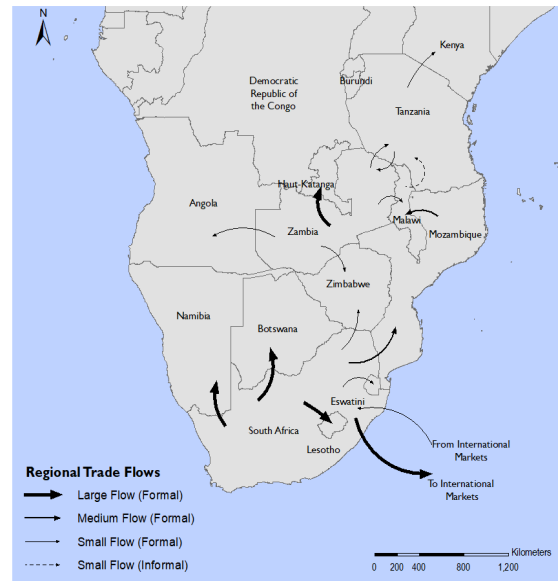 N
Kenya
Democratic
Republic of
the Congo
Burundi
Tanzania
Haut-Katanga
Angola
Malawi
Zambia
Mozambique
Zimbabwe
Namibia
Botswana
Eswatini
South Africa
Lesotho
From International
Markets
To International
Markets
Regional Trade Flows
Large Flow (Formal)
Medium Flow (Formal)
Small Flow (Formal)
Small Flow (Informal)
Kilometers
0 200 400 800 1,200